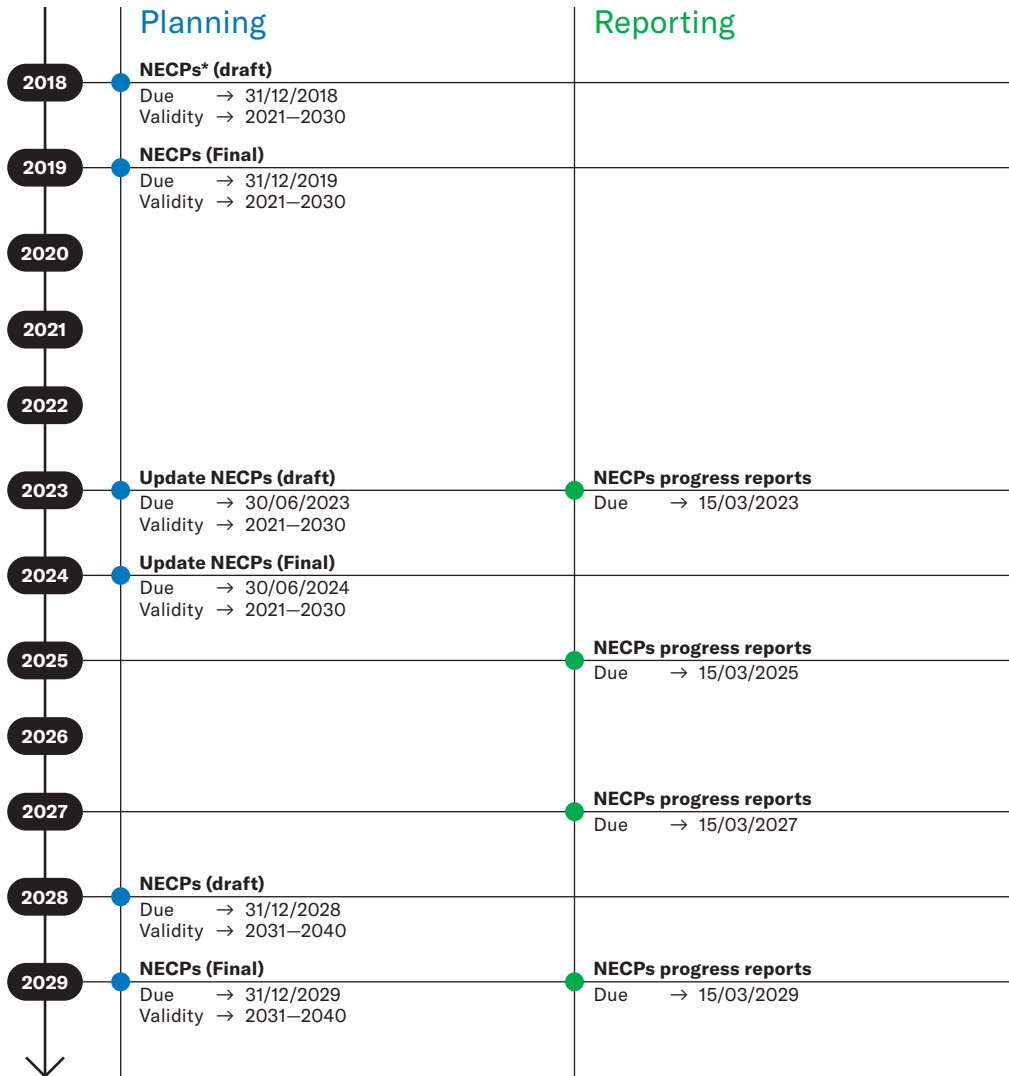 Planning
Reporting
2018
NECPs* (draft)
Due → 31/12/2018
Validity → 2021—2030
2019
NECPs (Final)
Due → 31/12/2019
Validity → 2021—2030
2020
2021
2022
2023
Update NECPs (draft)
Due → 30/06/2023
Validity → 2021—2030
NECPs progress reports
Due → 15/03/2023
2024
Update NECPs (Final)
Due → 30/06/2024
Validity → 2021—2030
2025
NECPs progress reports
Due → 15/03/2025
2026
2027
NECPs progress reports
Due → 15/03/2027
2028
NECPs (draft)
Due → 31/12/2028
Validity → 2031—2040
2029
NECPs (Final)
Due → 31/12/2029
Validity → 2031—2040
NECPs progress reports
Due → 15/03/2029